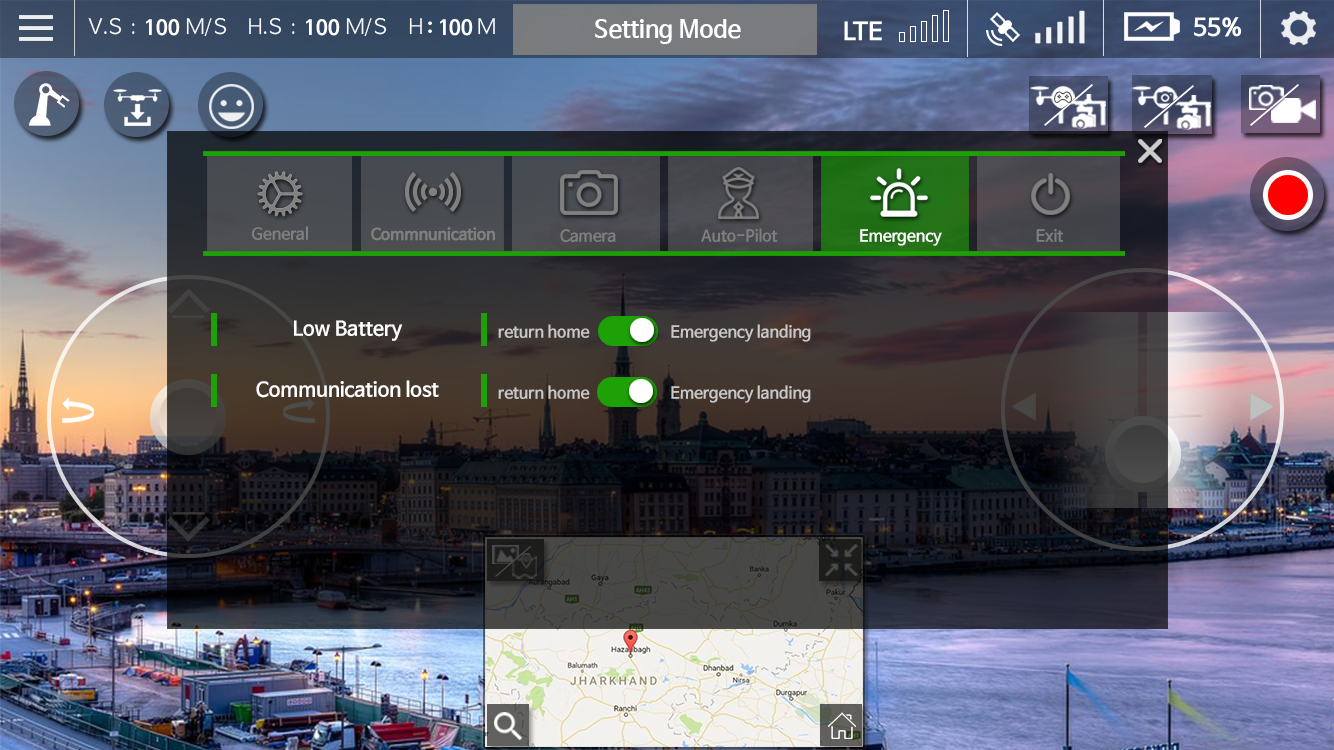 V.S : 100 M/S H.S : 100 M/S H : 100 M
Setting Mode
LTE
55%
General
Commnunication
Camera
Auto-Pilot
Emergency
Exit
Low Battery
return home
Emergency landing
Communication lost
return home
Emergency landing
Gaya
Banka
Pakur
Dumka
Hazaribagh
Balumath
Dhanbad
Nirsa
JHARKHAND
Durgapur
Ranchi